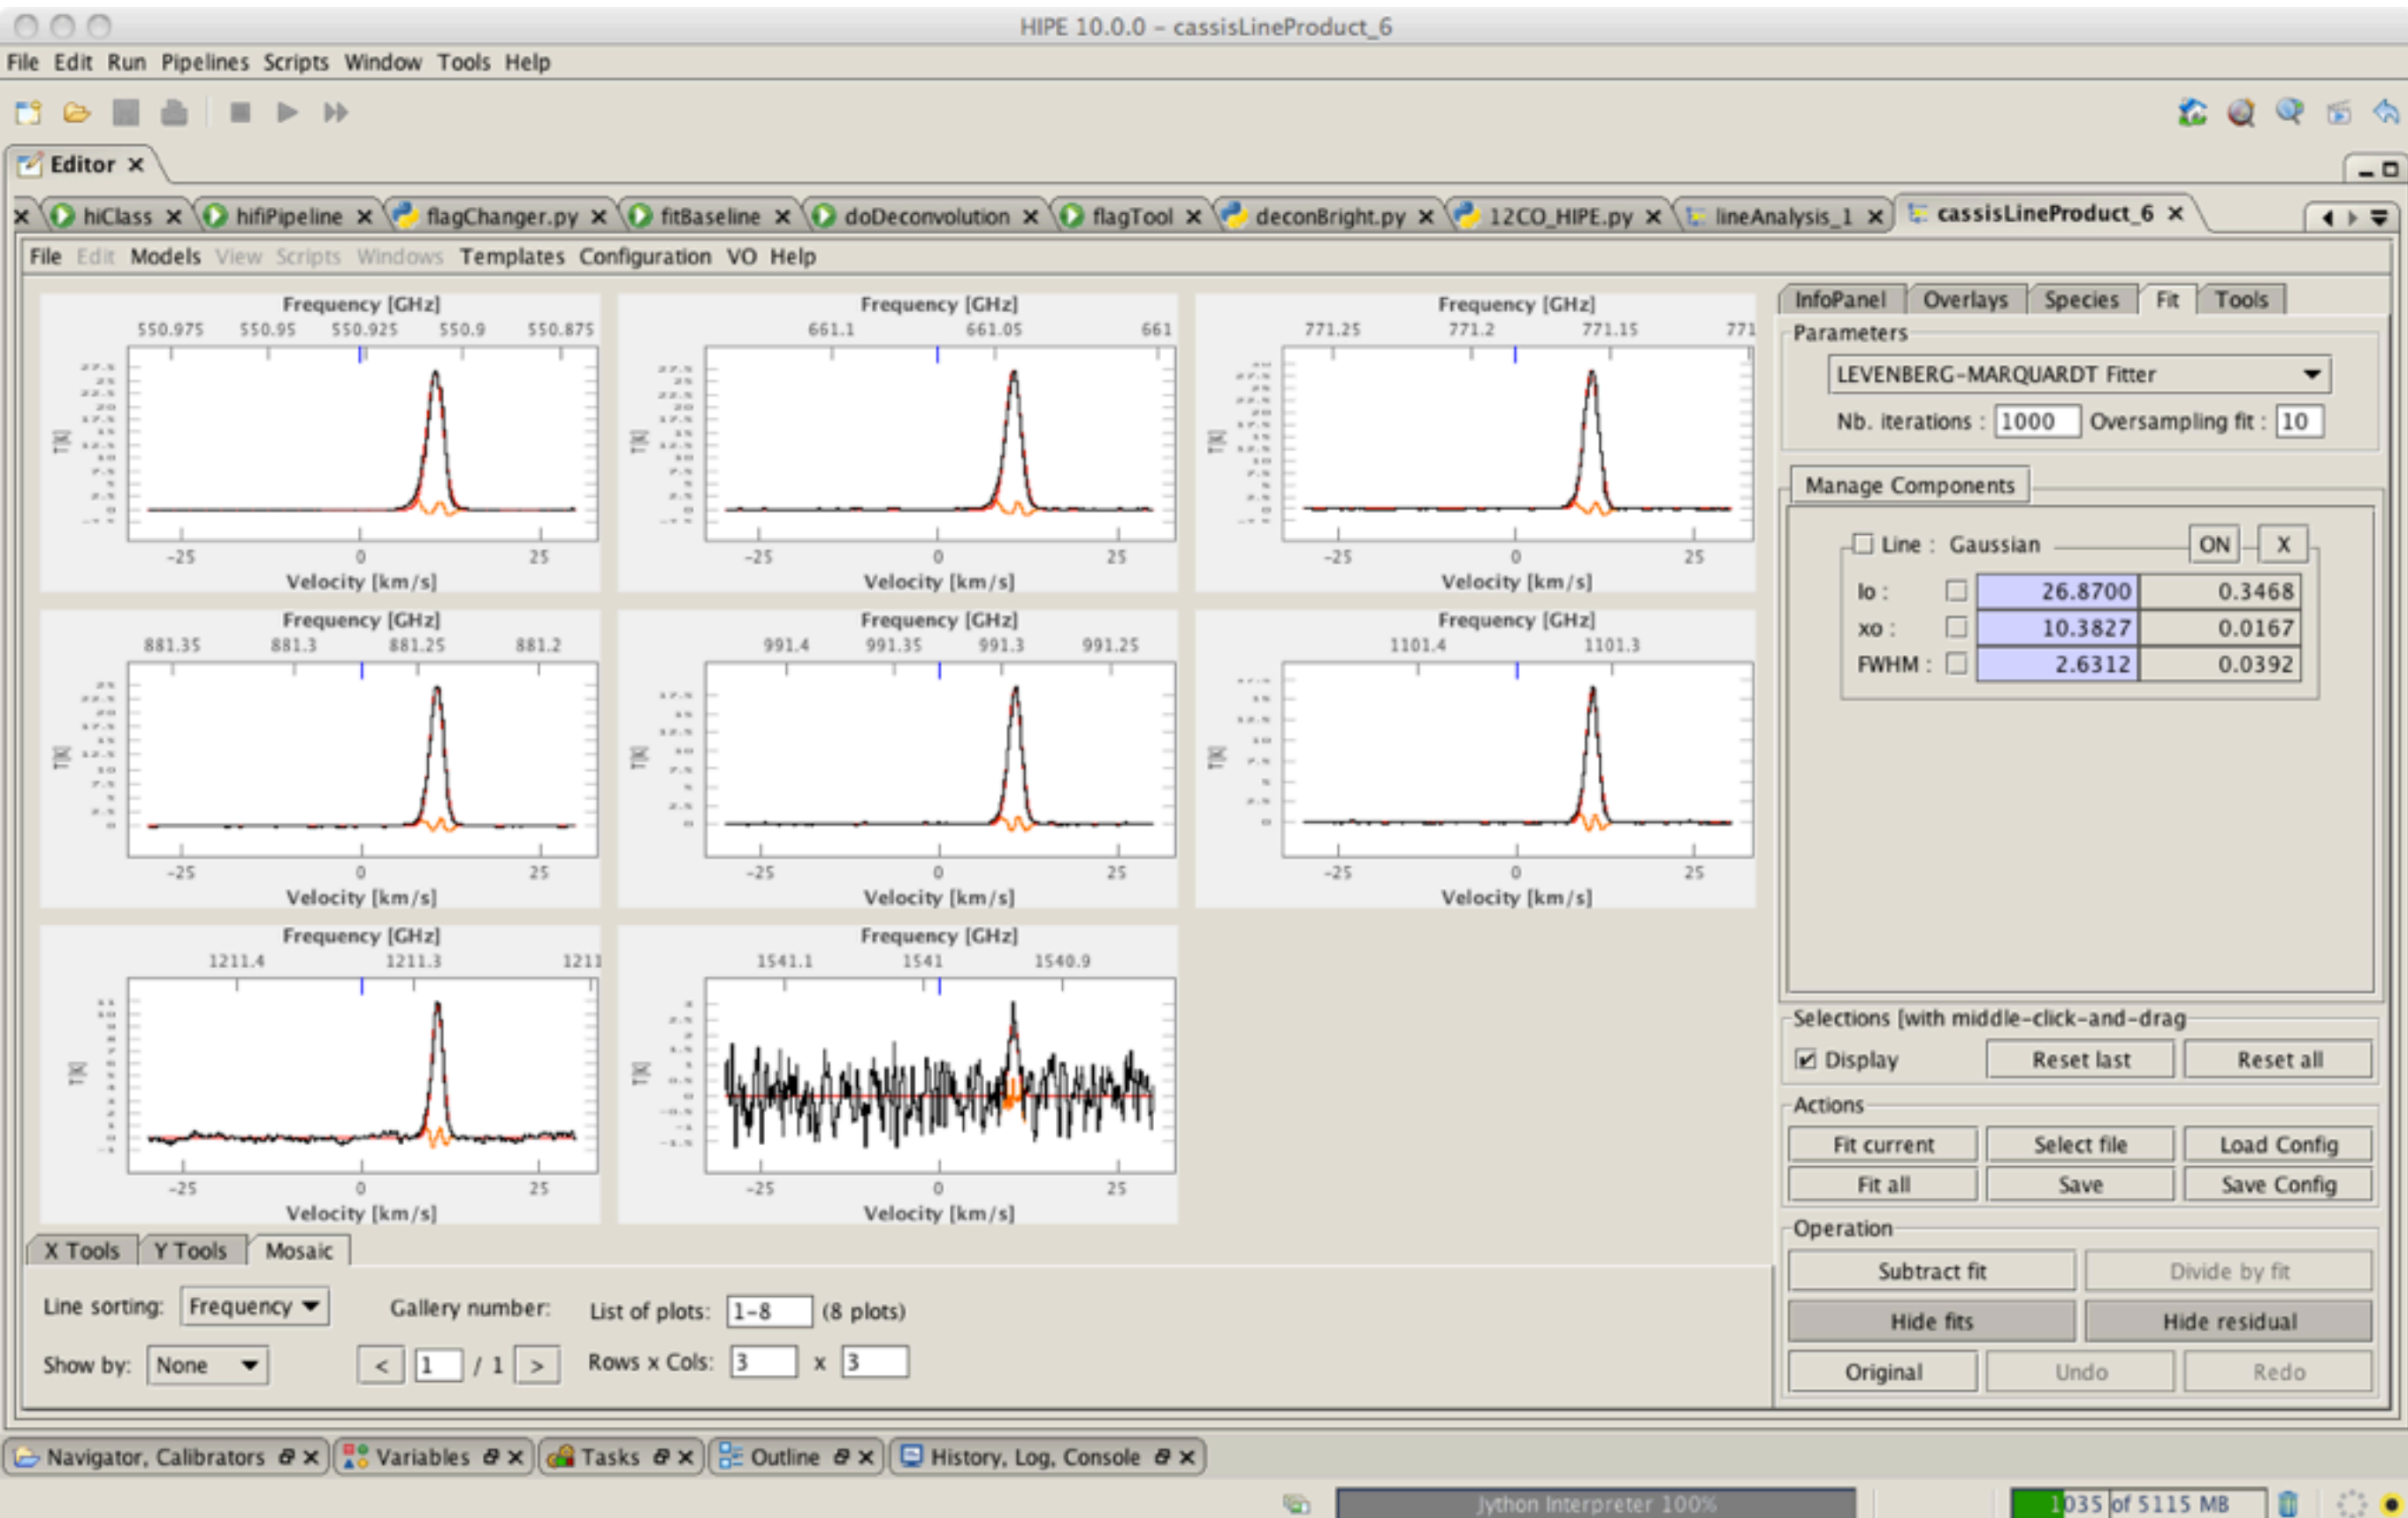 HIPE 10.0.0 – cassisLineProduct_6
File Edit Run Pipelines Scripts Window Tools Help
Editor
hiClass hifiPipeline flagChanger.py fitBaseline doDeconvolution flagTool deconBright.py 12CO_HIPE.py lineAnalysis_1 cassisLineProduct_6
File Edit Models View Scripts Windows Templates Configuration VO Help
Frequency [GHz] Frequency [GHz] Frequency [GHz]
550.975 550.95 550.925 550.9 550.875 661.1 661.05 661 771.25 771.2 771.15 771
T[K] T[K] T[K]
-25 0 25 -25 0 25 -25 0 25
Velocity [km/s] Velocity [km/s] Velocity [km/s]
Frequency [GHz] Frequency [GHz] Frequency [GHz]
881.35 881.3 881.25 881.2 991.4 991.35 991.3 991.25 1101.4 1101.3
T[K] T[K] T[K]
-25 0 25 -25 0 25 -25 0 25
Velocity [km/s] Velocity [km/s] Velocity [km/s]
Frequency [GHz] Frequency [GHz]
1211.4 1211.3 1211 1541.1 1541 1540.9
T[K] T[K]
-25 0 25 -25 0 25
Velocity [km/s] Velocity [km/s]
InfoPanel Overlays Species Fit Tools
Parameters
LEVENBERG-MARQUARDT Fitter
Nb. iterations : 1000 Oversampling fit : 10
Manage Components
Line : Gaussian ON X
Io : 26.8700 0.3468
xo : 10.3827 0.0167
FWHM : 2.6312 0.0392
Selections [with middle-click-and-drag
Display Reset last Reset all
Actions
Fit current Select file Load Config
Fit all Save Save Config
Operation
Subtract fit Divide by fit
Hide fits Hide residual
Original Undo Redo
X Tools Y Tools Mosaic
Line sorting: Frequency Gallery number: List of plots: 1-8 (8 plots)
Show by: None < 1 / 1 > Rows x Cols: 3 x 3
Navigator, Calibrators Variables Tasks Outline History, Log, Console
Jython Interpreter 100% 1035 of 5115 MB